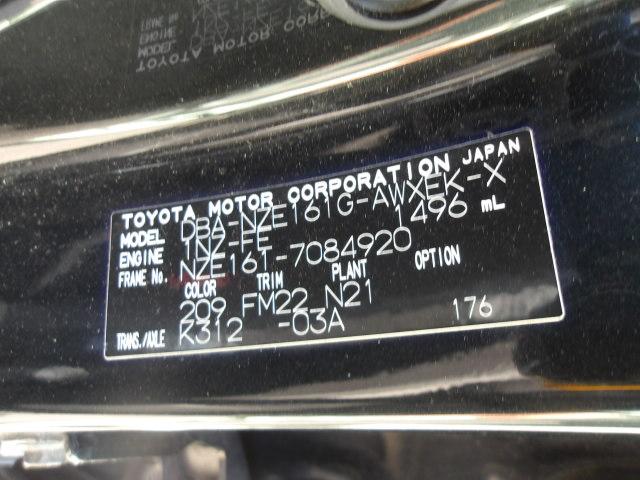 TOYOTA MOTOR CORPORATION JAPAN
MODEL DBA-NZE161G-AWXEK-X
ENGINE 1NZ-FE 1496 mL
FRAME No. NZE161-7084920
COLOR TRIM PLANT OPTION
209 FM22 N21
TRANS./AXLE K312 -03A 176